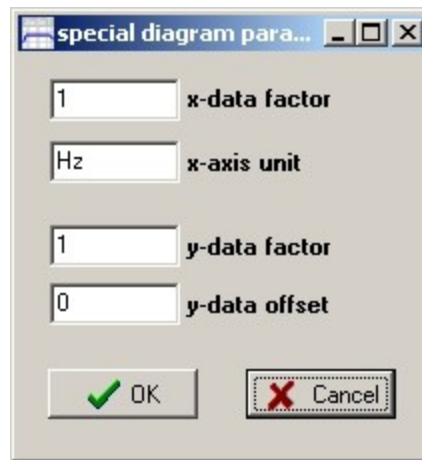 special diagram para...
1 x-data factor
Hz x-axis unit
1 y-data factor
0 y-data offset
OK Cancel